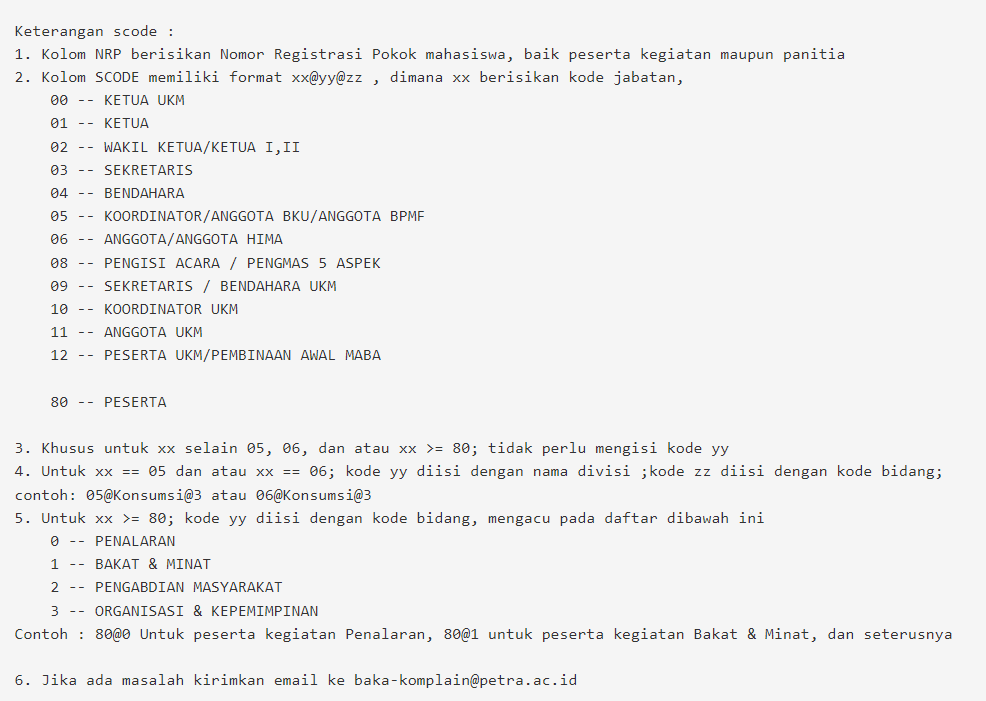 Keterangan scode :
1. Kolom NRP berisikan Nomor Registrasi Pokok mahasiswa, baik peserta kegiatan maupun panitia
2. Kolom SCODE memiliki format xx@yy@zz , dimana xx berisikan kode jabatan,
00 -- KETUA UKM
01 -- KETUA
02 -- WAKIL KETUA/KETUA I,II
03 -- SEKRETARIS
04 -- BENDAHARA
05 -- KOORDINATOR/ANGGOTA BKU/ANGGOTA BPMF
06 -- ANGGOTA/ANGGOTA HIMA
08 -- PENGISI ACARA / PENGMAS 5 ASPEK
09 -- SEKRETARIS / BENDAHARA UKM
10 -- KOORDINATOR UKM
11 -- ANGGOTA UKM
12 -- PESERTA UKM/PEMBINAAN AWAL MABA
80 -- PESERTA
3. Khusus untuk xx selain 05, 06, dan atau xx >= 80; tidak perlu mengisi kode yy
4. Untuk xx == 05 dan atau xx == 06; kode yy diisi dengan nama divisi ;kode zz diisi dengan kode bidang;
contoh: 05@Konsumsi@3 atau 06@Konsumsi@3
5. Untuk xx >= 80; kode yy diisi dengan kode bidang, mengacu pada daftar dibawah ini
0 -- PENALARAN
1 -- BAKAT & MINAT
2 -- PENGABDIAN MASYARAKAT
3 -- ORGANISASI & KEPEMIMPINAN
Contoh : 80@0 Untuk peserta kegiatan Penalaran, 80@1 untuk peserta kegiatan Bakat & Minat, dan seterusnya
6. Jika ada masalah kirimkan email ke baka-komplain@petra.ac.id